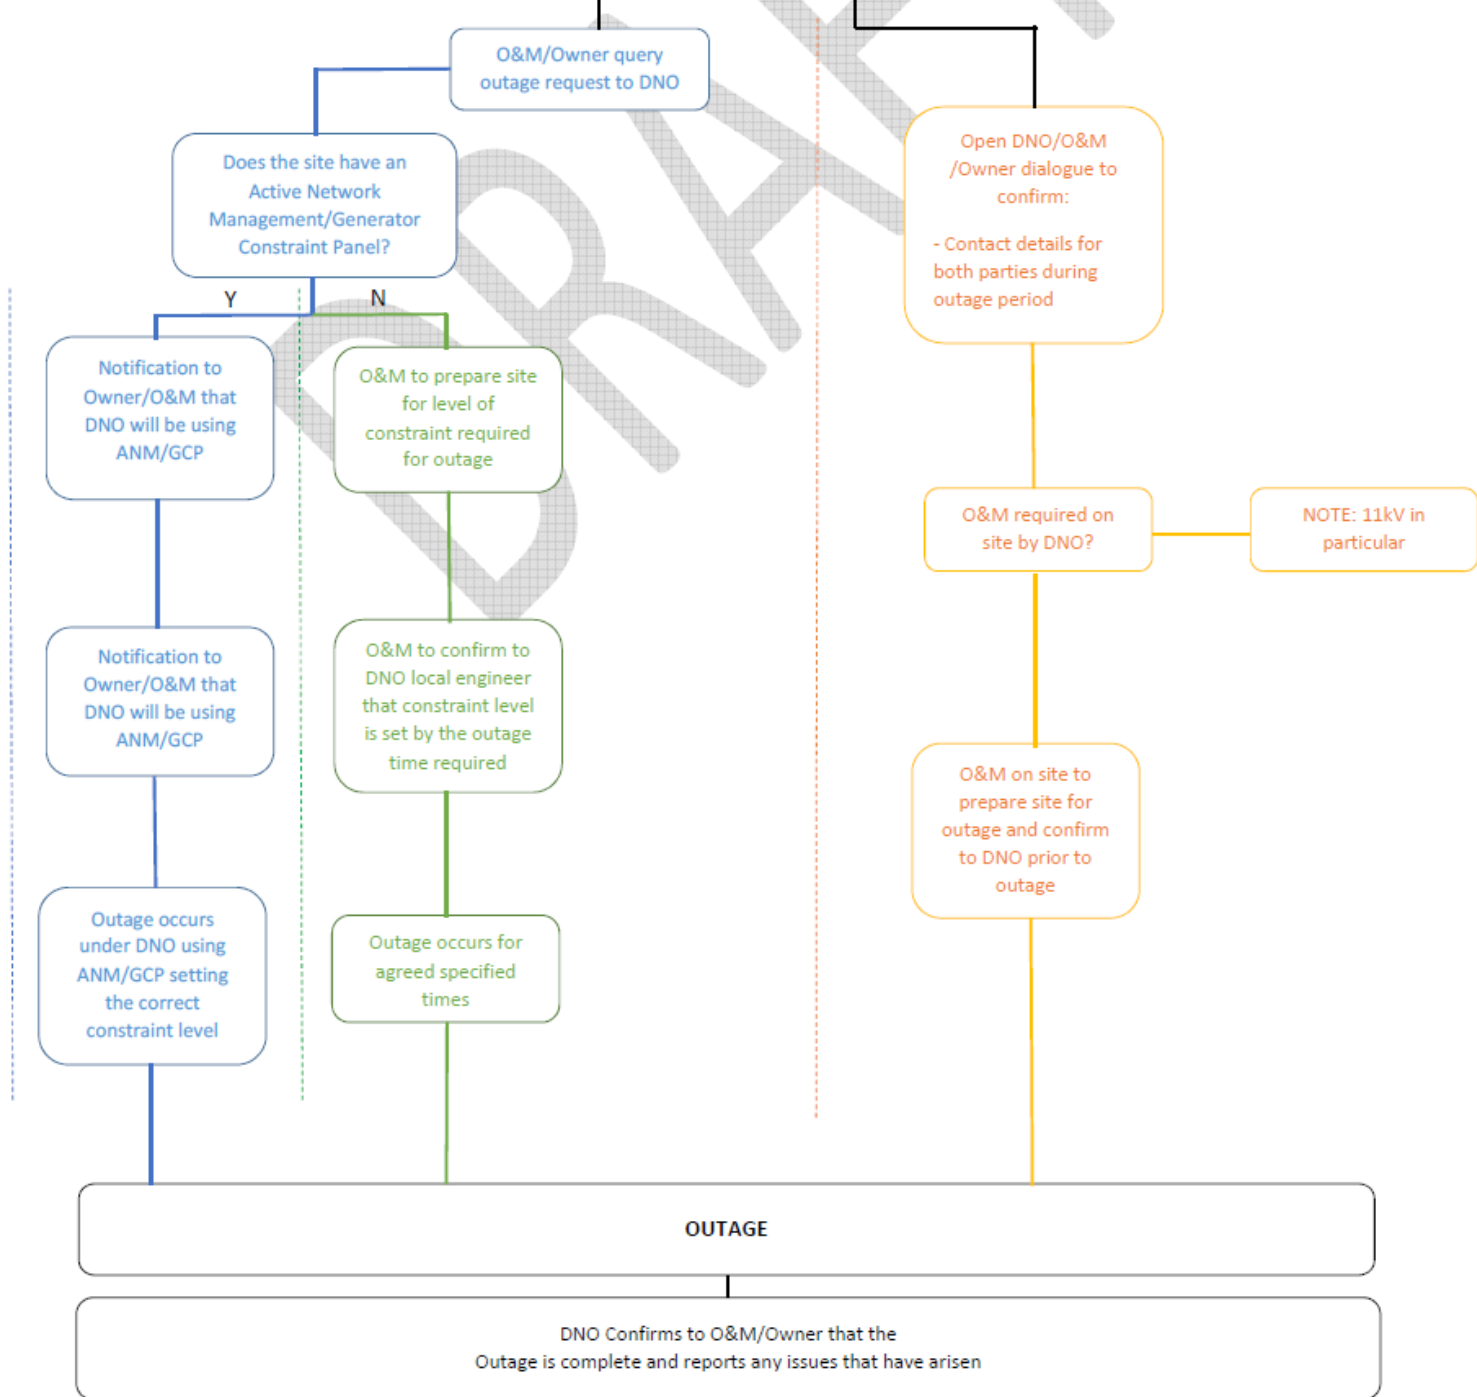 O&M/Owner query
outage request to DNO
Does the site have an
Active Network
Management/Generator
Constraint Panel?
Y
N
Notification to
Owner/O&M that
DNO will be using
ANM/GCP
Notification to
Owner/O&M that
DNO will be using
ANM/GCP
Outage occurs
under DNO using
ANM/GCP setting
the correct
constraint level
O&M to prepare site
for level of
constraint required
for outage
O&M to confirm to
DNO local engineer
that constraint level
is set by the outage
time required
Outage occurs for
agreed specified
times
Open DNO/O&M
/Owner dialogue to
confirm:
- Contact details for
both parties during
outage period
O&M required on
site by DNO?
NOTE: 11kV in
particular
O&M on site to
prepare site for
outage and confirm
to DNO prior to
outage
OUTAGE
DNO Confirms to O&M/Owner that the
Outage is complete and reports any issues that have arisen
DRAF